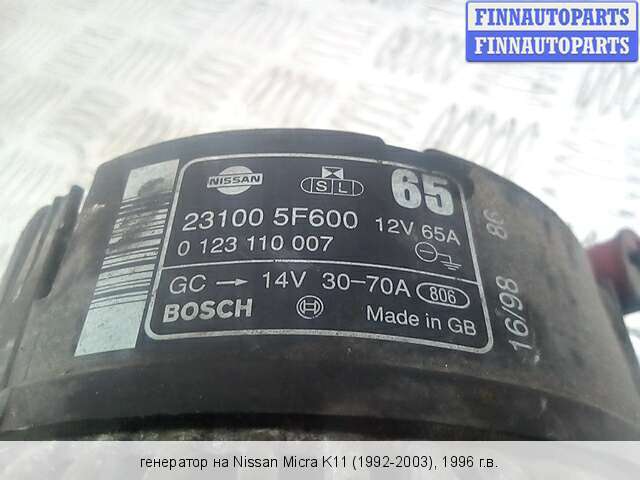 FINNAUTOPARTS
FINNAUTOPARTS
NISSAN
SL
65
23100 5F600 12V 65A
0 123 110 007
GC → 14V 30-70A 806
BOSCH Made in GB
16/98 86
генератор на Nissan Micra K11 (1992-2003), 1996 г.в.